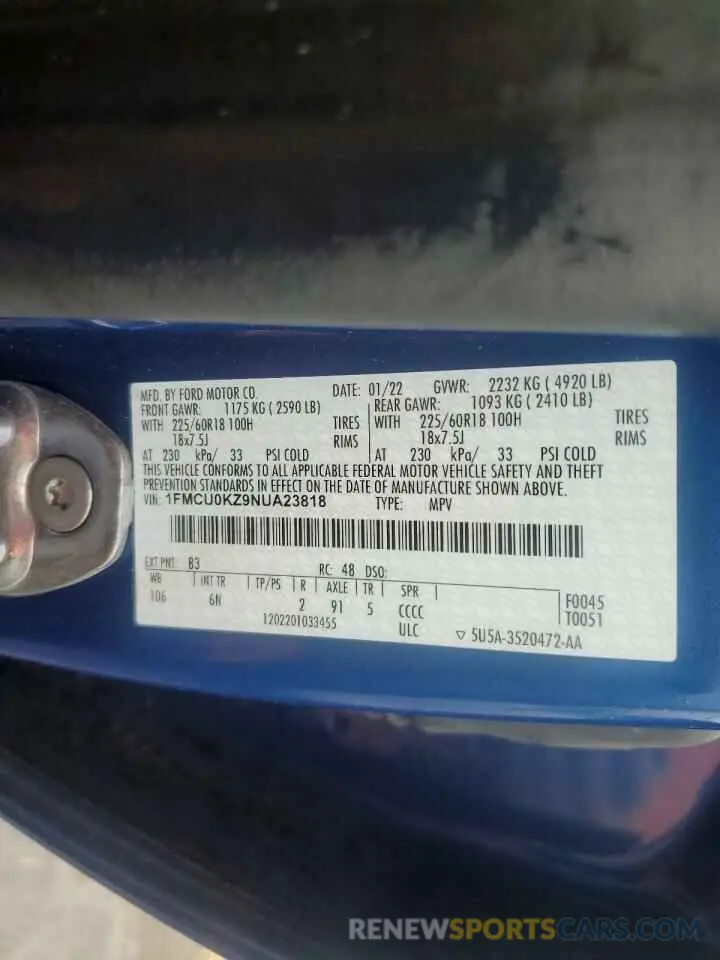 MFD. BY FORD MOTOR CO. DATE: 01/22 GVWR: 2232 KG ( 4920 LB)
FRONT GAWR: 1175 KG ( 2590 LB) REAR GAWR: 1093 KG ( 2410 LB)
WITH 225/60R18 100H TIRES WITH 225/60R18 100H TIRES
18x7.5J RIMS 18x7.5J RIMS
AT 230 kPa/ 33 PSI COLD AT 230 kPa/ 33 PSI COLD
THIS VEHICLE CONFORMS TO ALL APPLICABLE FEDERAL MOTOR VEHICLE SAFETY AND THEFT
PREVENTION STANDARDS IN EFFECT ON THE DATE OF MANUFACTURE SHOWN ABOVE.
VIN: 1FMCU0KZ9NUA23818 TYPE: MPV
EXT PNT: B3 RC: 48 DSO:
WB INT TR TP/PS R AXLE TR SPR
106 6N 2 91 5 CCCC F0045
1202201033455 ULC T0051
5U5A-3520472-AA
RENEWSPORTSCARS.COM